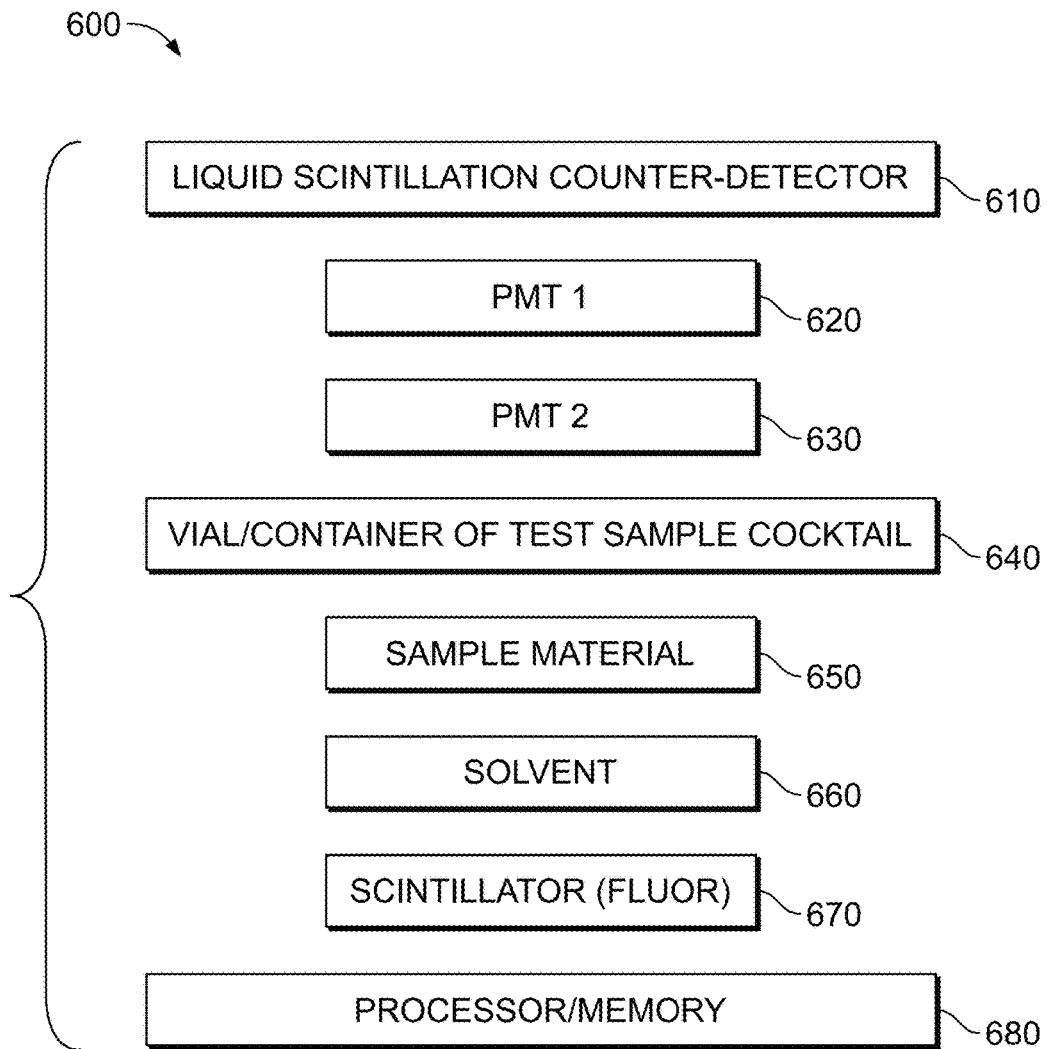 600
LIQUID SCINTILLATION COUNTER-DETECTOR
610
PMT 1
620
PMT 2
630
VIAL/CONTAINER OF TEST SAMPLE COCKTAIL
640
SAMPLE MATERIAL
650
SOLVENT
660
SCINTILLATOR (FLUOR)
670
PROCESSOR/MEMORY
680